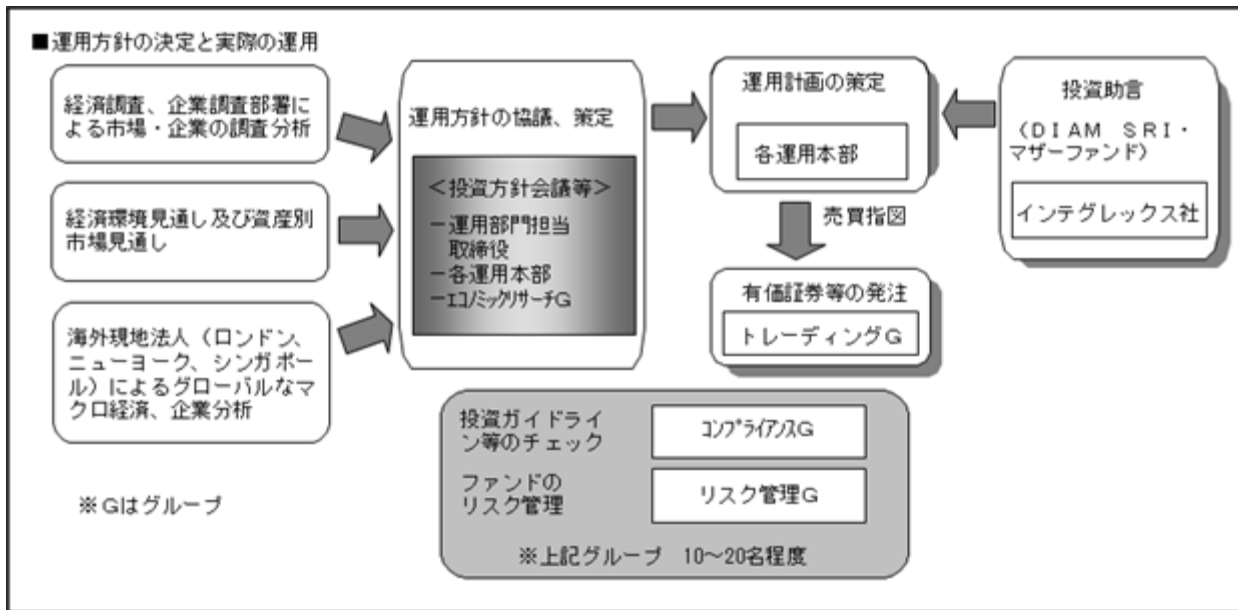 ■運用方針の決定と実際の運用
経済調査、企業調査部署に
よる市場・企業の調査分析
経済環境見通し及び資産別
市場見通し
海外現地法人（ロンドン、
ニューヨーク、シンガポー
ル）によるグローバルなマ
クロ経済、企業分析
※Gはグループ
運用方針の協議、策定
＜投資方針会議等＞
－運用部門担当
取締役
－各運用本部
－ｴｺﾉﾐｯｸﾘｻｰﾁG
運用計画の策定
各運用本部
売買指図
有価証券等の発注
トレーディングG
投資助言
（ＤＩＡＭ　ＳＲＩ・
マザーファンド）
インテグレックス社
投資ガイドライ
ン等のチェック
ｺﾝﾌﾟﾗｲｱﾝｽG
ファンドの
リスク管理
リスク管理G
※上記グループ　10～20名程度